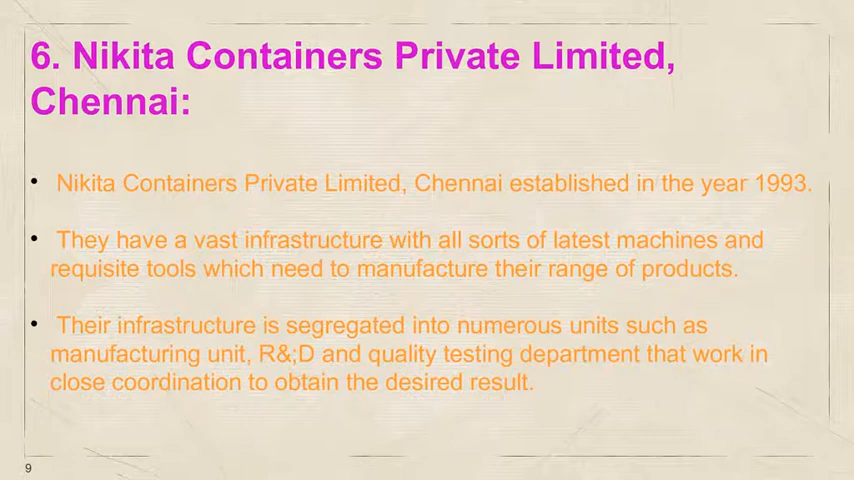 6. Nikita Containers Private Limited,
Chennai:
• Nikita Containers Private Limited, Chennai established in the year 1993.
• They have a vast infrastructure with all sorts of latest machines and
requisite tools which need to manufacture their range of products.
• Their infrastructure is segregated into numerous units such as
manufacturing unit, R&;D and quality testing department that work in
close coordination to obtain the desired result.
9